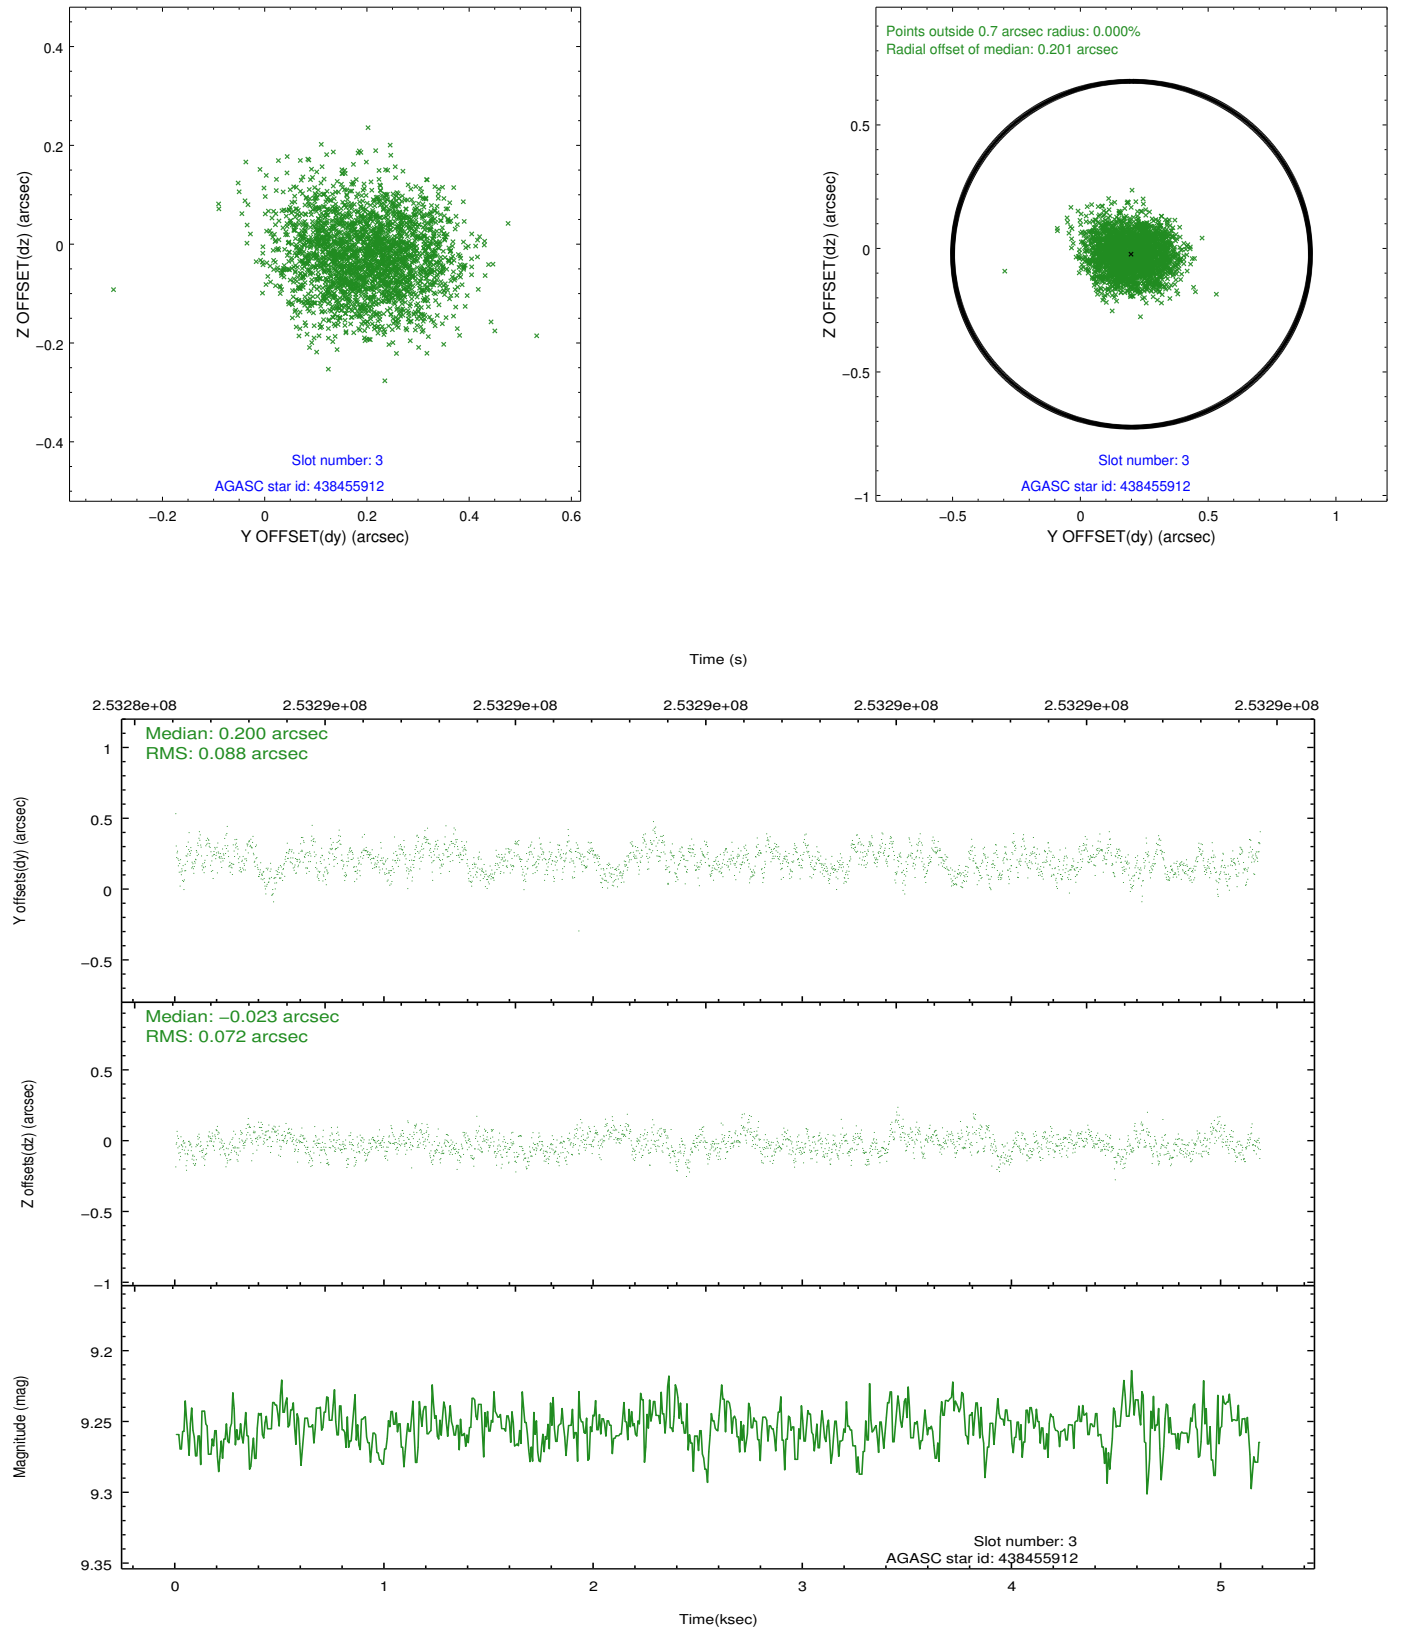 0.4
0.2
0
−0.2
−0.4
Z OFFSET(dz) (arcsec)
Slot number: 3
AGASC star id: 438455912
−0.2 0 0.2 0.4 0.6
Y OFFSET(dy) (arcsec)
Points outside 0.7 arcsec radius: 0.000%
Radial offset of median: 0.201 arcsec
0.5
0
−0.5
−1
Z OFFSET(dz) (arcsec)
Slot number: 3
AGASC star id: 438455912
−0.5 0 0.5 1
Y OFFSET(dy) (arcsec)
Time (s)
2.5328e+08 2.5329e+08 2.5329e+08 2.5329e+08 2.5329e+08 2.5329e+08 2.5329e+08
Median: 0.200 arcsec
RMS: 0.088 arcsec
1
0.5
0
−0.5
Y offsets(dy) (arcsec)
Median: −0.023 arcsec
RMS: 0.072 arcsec
0.5
0
−0.5
−1
Z offsets(dz) (arcsec)
9.2
9.25
9.3
9.35
Magnitude (mag)
Slot number: 3
AGASC star id: 438455912
0 1 2 3 4 5
Time(ksec)